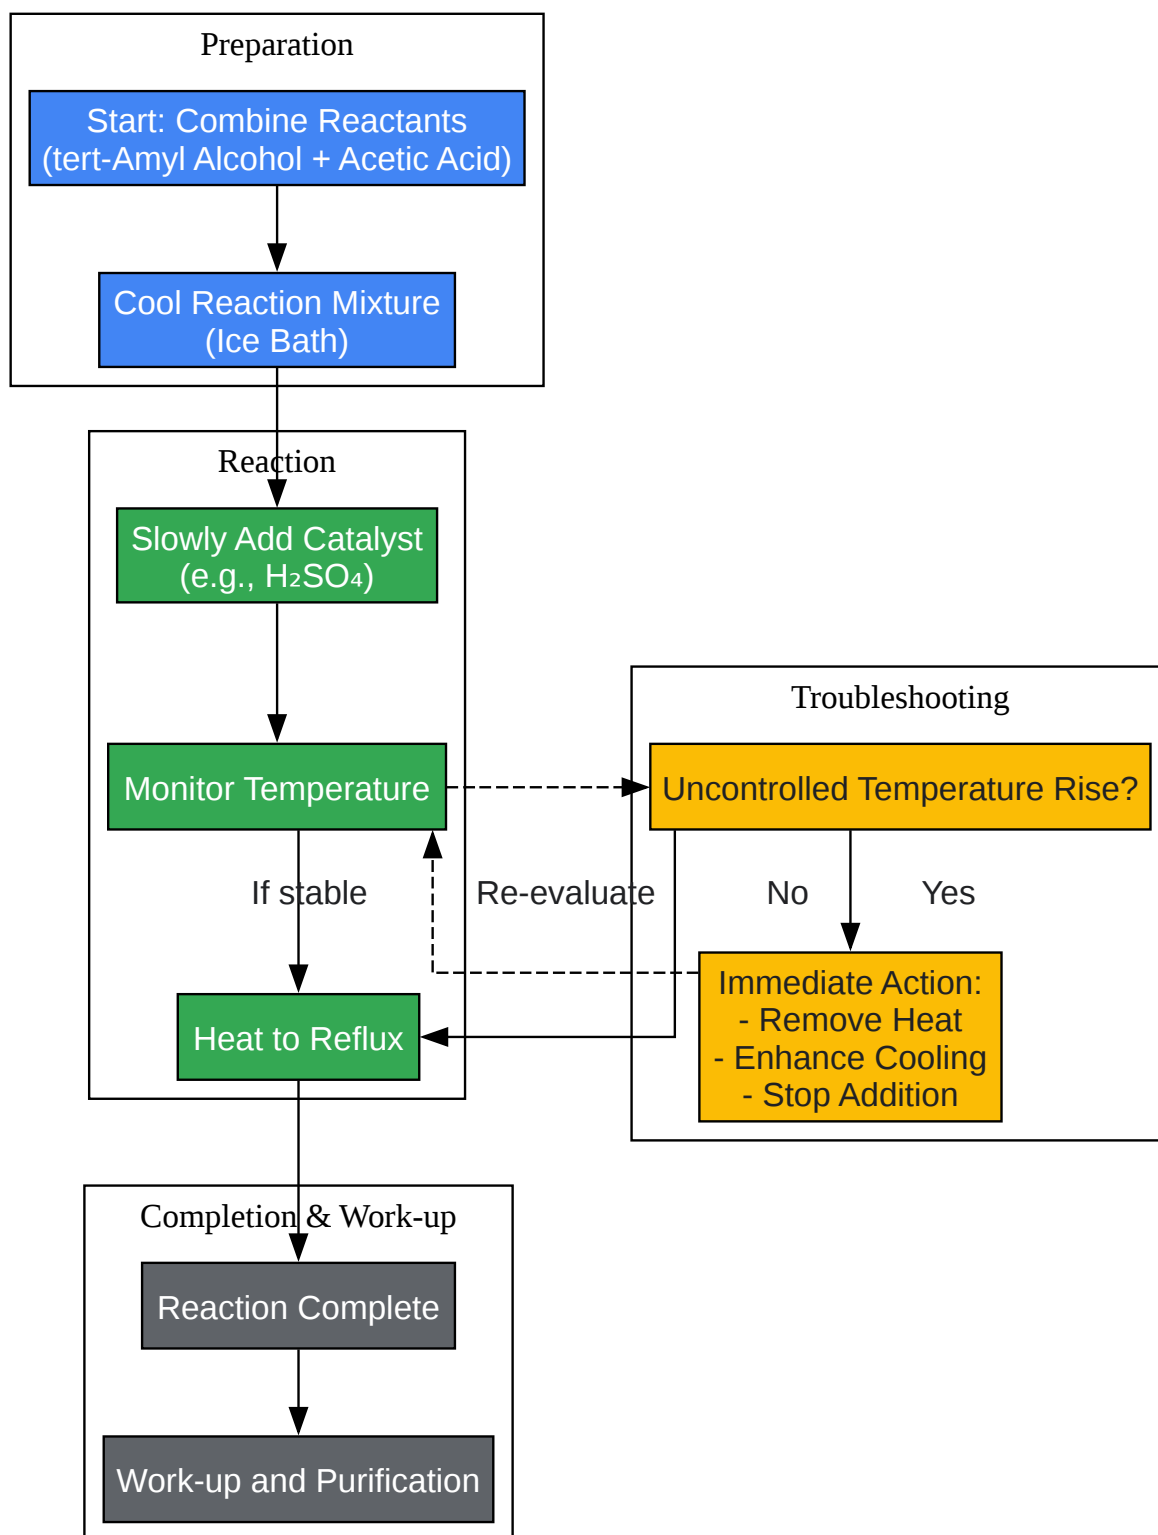 Preparation
Start: Combine Reactants
(tert-Amyl Alcohol + Acetic Acid)
Cool Reaction Mixture
(Ice Bath)
Reaction
Slowly Add Catalyst
(e.g., H₂SO₄)
Troubleshooting
Monitor Temperature
Uncontrolled Temperature Rise?
If stable
Re-evaluate
No
Yes
Immediate Action:
- Remove Heat
- Enhance Cooling
- Stop Addition
Heat to Reflux
Completion & Work-up
Reaction Complete
Work-up and Purification